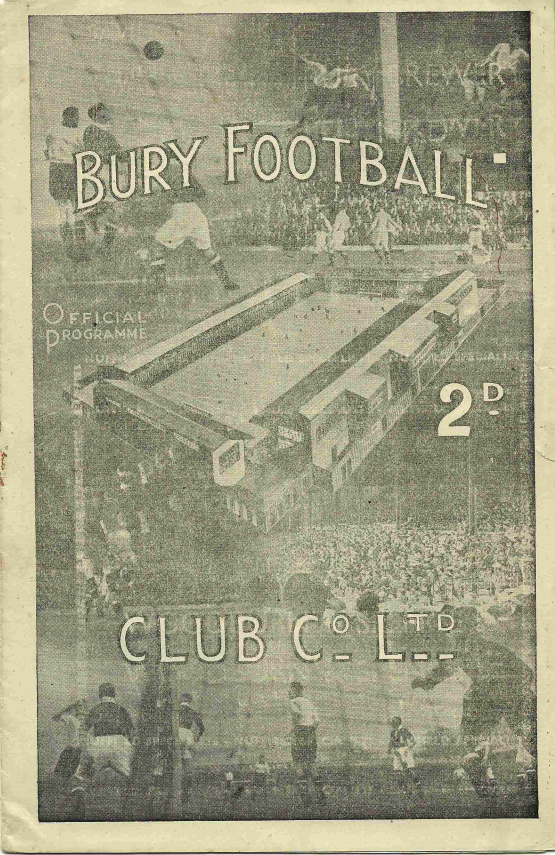 BURY FOOTBALL
OFFICIAL
PROGRAMME
2D
CLUB Co LTD